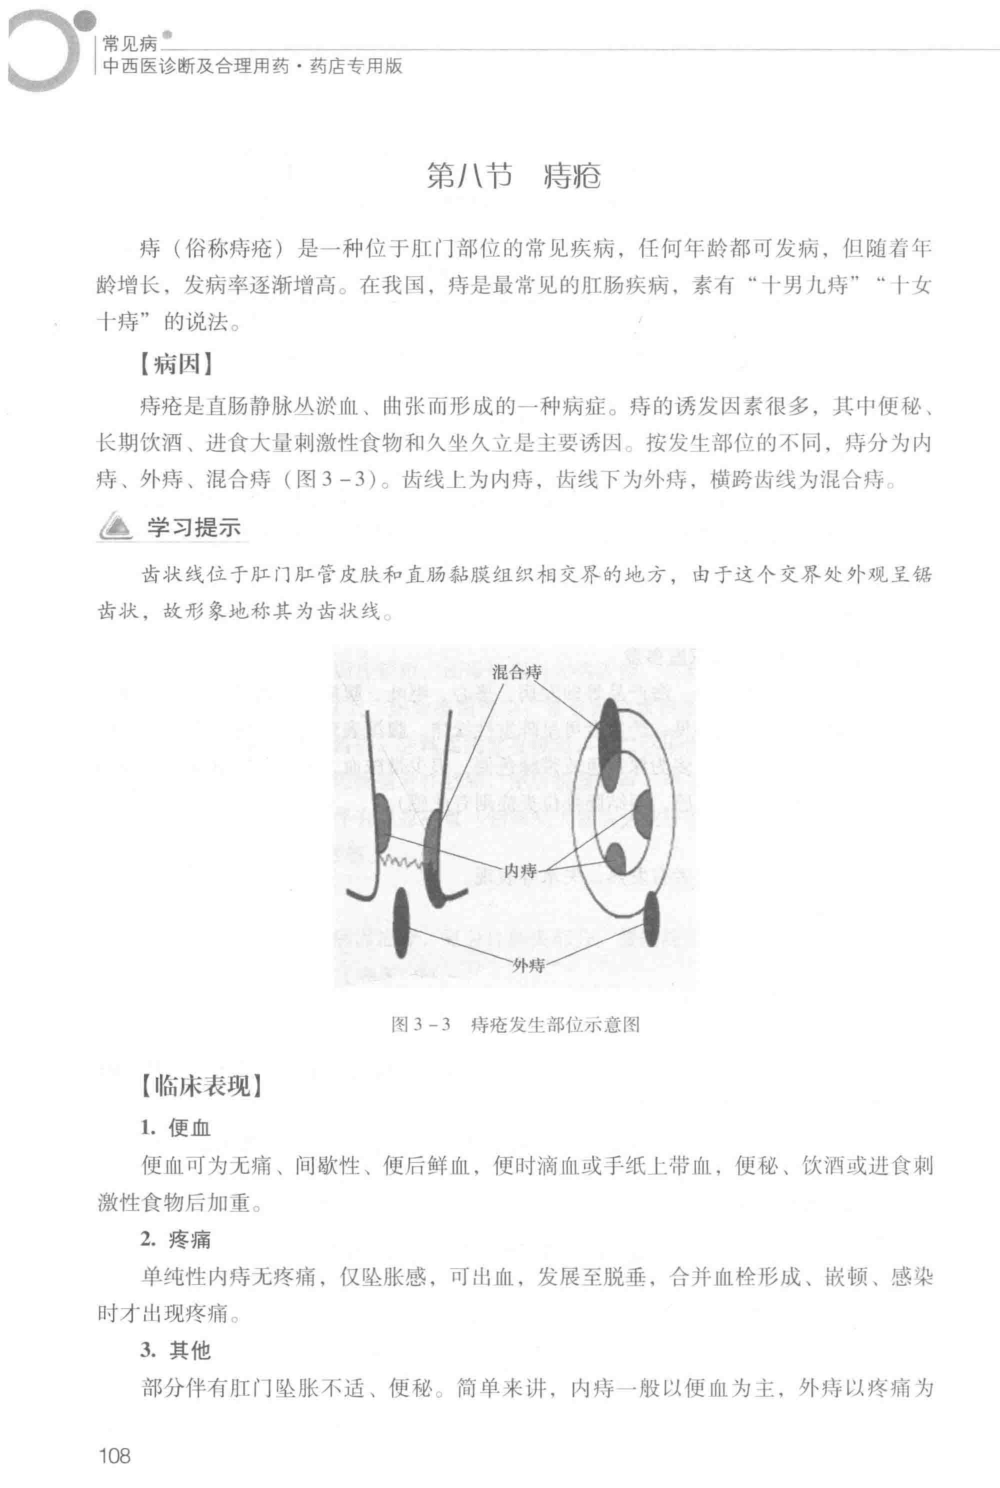 常见病
中西医诊断及合理用药·药店专用版
第八节 痔疮
痔（俗称痔疮）是一种位于肛门部位的常见疾病，任何年龄都可发病，但随着年
龄增长，发病率逐渐增高。在我国，痔是最常见的肛肠疾病，素有“十男九痔”“十女
十痔”的说法。
【病因】
痔疮是直肠静脉丛淤血、曲张而形成的一种病症。痔的诱发因素很多，其中便秘、
长期饮酒、进食大量刺激性食物和久坐久立是主要诱因。按发生部位的不同，痔分为内
痔、外痔、混合痔（图3-3）。齿线上为内痔，齿线下为外痔，横跨齿线为混合痔。
学习提示
齿状线位于肛门肛管皮肤和直肠黏膜组织相交界的地方，由于这个交界处外观呈锯
齿状，故形象地称其为齿状线。
混合痔
内痔
外痔
图3-3 痔疮发生部位示意图
【临床表现】
1. 便血
便血可为无痛、间歇性、便后鲜血，便时滴血或手纸上带血，便秘、饮酒或进食刺
激性食物后加重。
2. 疼痛
单纯性内痔无疼痛，仅坠胀感，可出血，发展至脱垂，合并血栓形成、嵌顿、感染
时才出现疼痛。
3. 其他
部分伴有肛门坠胀不适、便秘。简单来讲，内痔一般以便血为主，外痔以疼痛为
108